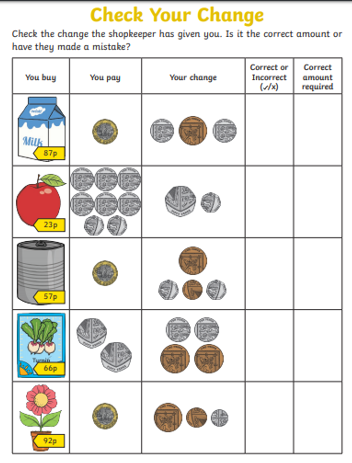 Check Your Change
Check the change the shopkeeper has given you. Is it the correct amount or
have they made a mistake?
You buy
You pay
Your change
Correct or
Incorrect
(✓/x)
Correct
amount
required
Milk
87p
23p
57p
Turnip
66p
92p